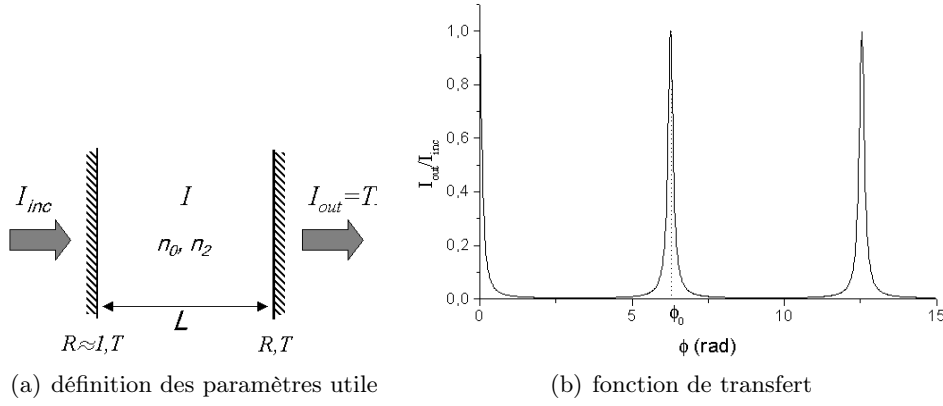 I_inc
I
I_out=T.
n_0, n_2
L
R≈1,T
R,T
(a) définition des paramètres utile
I_out/I_inc
1,0
0,8
0,6
0,4
0,2
0,0
0
5
ϕ_0
10
15
ϕ (rad)
(b) fonction de transfert